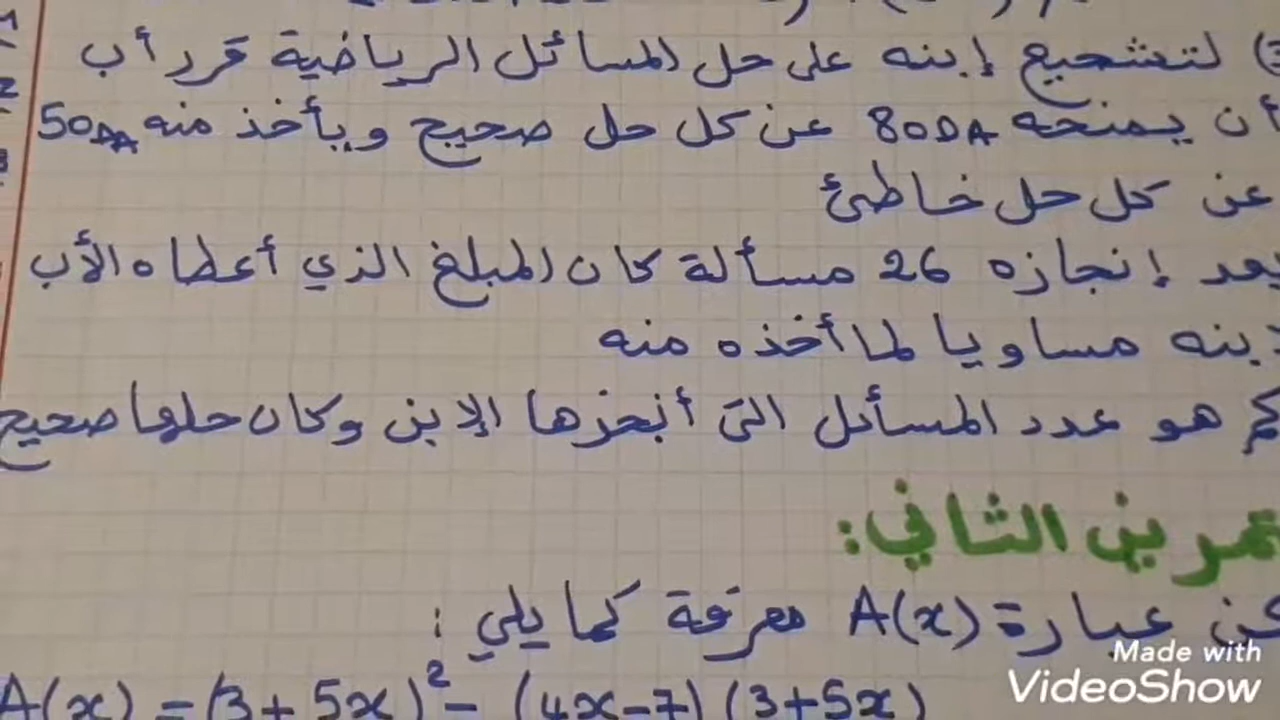 لتشجيع إبنه على حل المسائل الرياضية قرر أب
أن يمنحه 80DA عن كل حل صحيح ويأخذ منه 50DA
عن كل حل خاطئ
بعد إنجازه 26 مسألة كان المبلغ الذي أعطاه الأب
لابنه مساويا لما أخذه منه
كم هو عدد المسائل التي أنجزها الإبن وكان حلها صحيح
تمرين الثاني:
لتكن عبارة A(x) معرفة كما يلي :
A(x) = (3 + 5x)² - (4x-7)(3+5x)
Made with
VideoShow